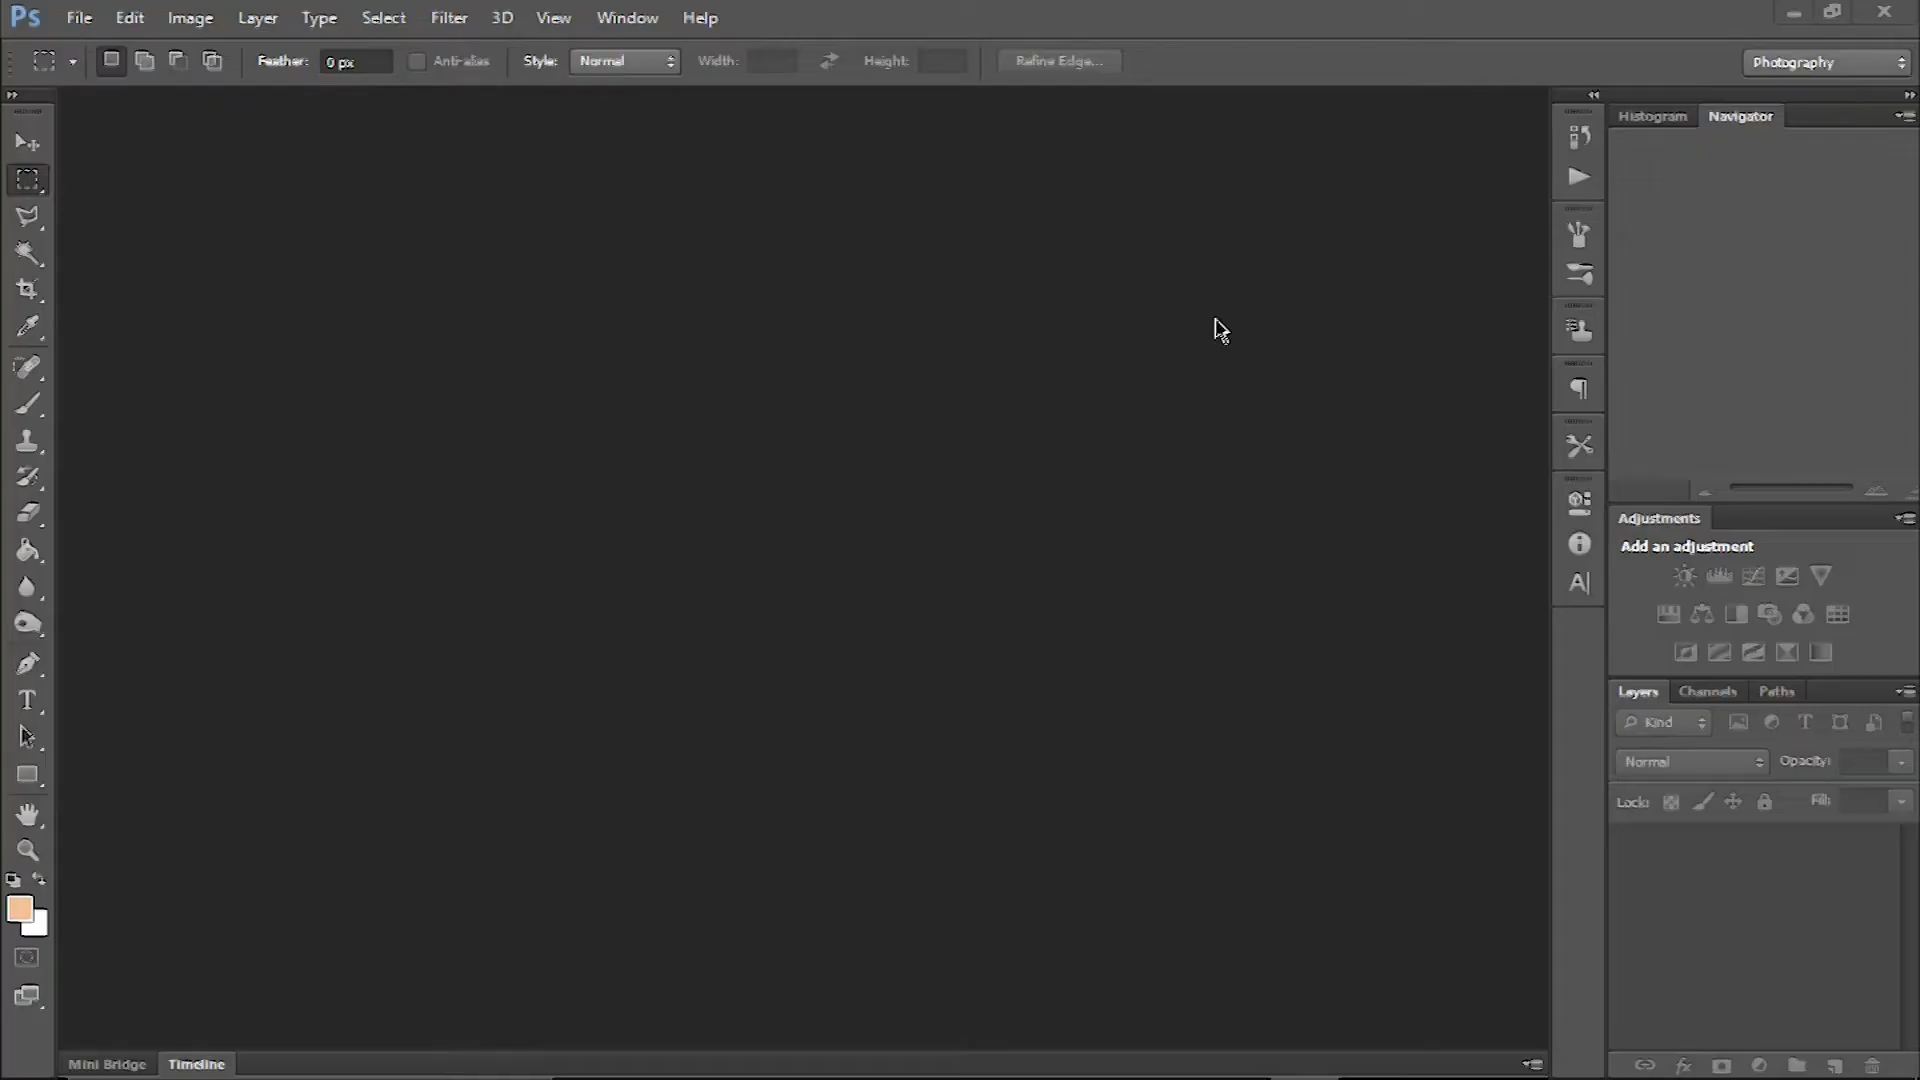 Ps File Edit Image Layer Type Select Filter 3D View Window Help
Feather: 0 px Anti-alias Style: Normal Width: Height: Refine Edge... Photography
Histogram Navigator
Adjustments
Add an adjustment
Layers Channels Paths
Kind
Normal Opacity:
Lock: Fill:
Mini Bridge Timeline